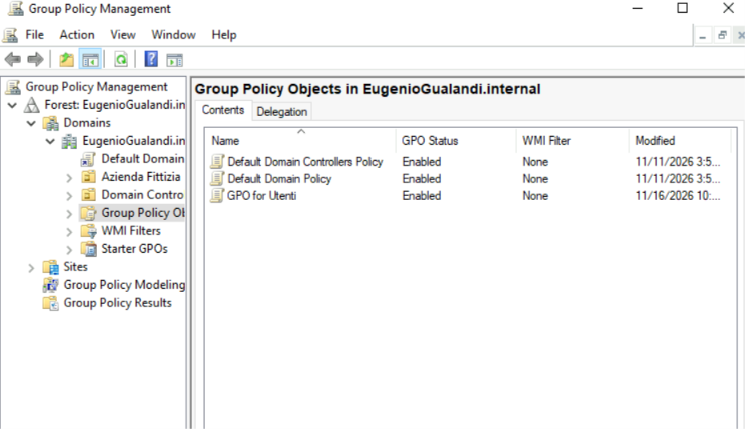 Group Policy Management
File Action View Window Help
Group Policy Management
Forest: EugenioGualandi.in
Domains
EugenioGualandi.in
Default Domain
Azienda Fittizia
Domain Contro
Group Policy Ob
WMI Filters
Starter GPOs
Sites
Group Policy Modeling
Group Policy Results
Group Policy Objects in EugenioGualandi.internal
Contents Delegation
Name GPO Status WMI Filter Modified
Default Domain Controllers Policy Enabled None 11/11/2026 3:5...
Default Domain Policy Enabled None 11/11/2026 3:5...
GPO for Utenti Enabled None 11/16/2026 10:...